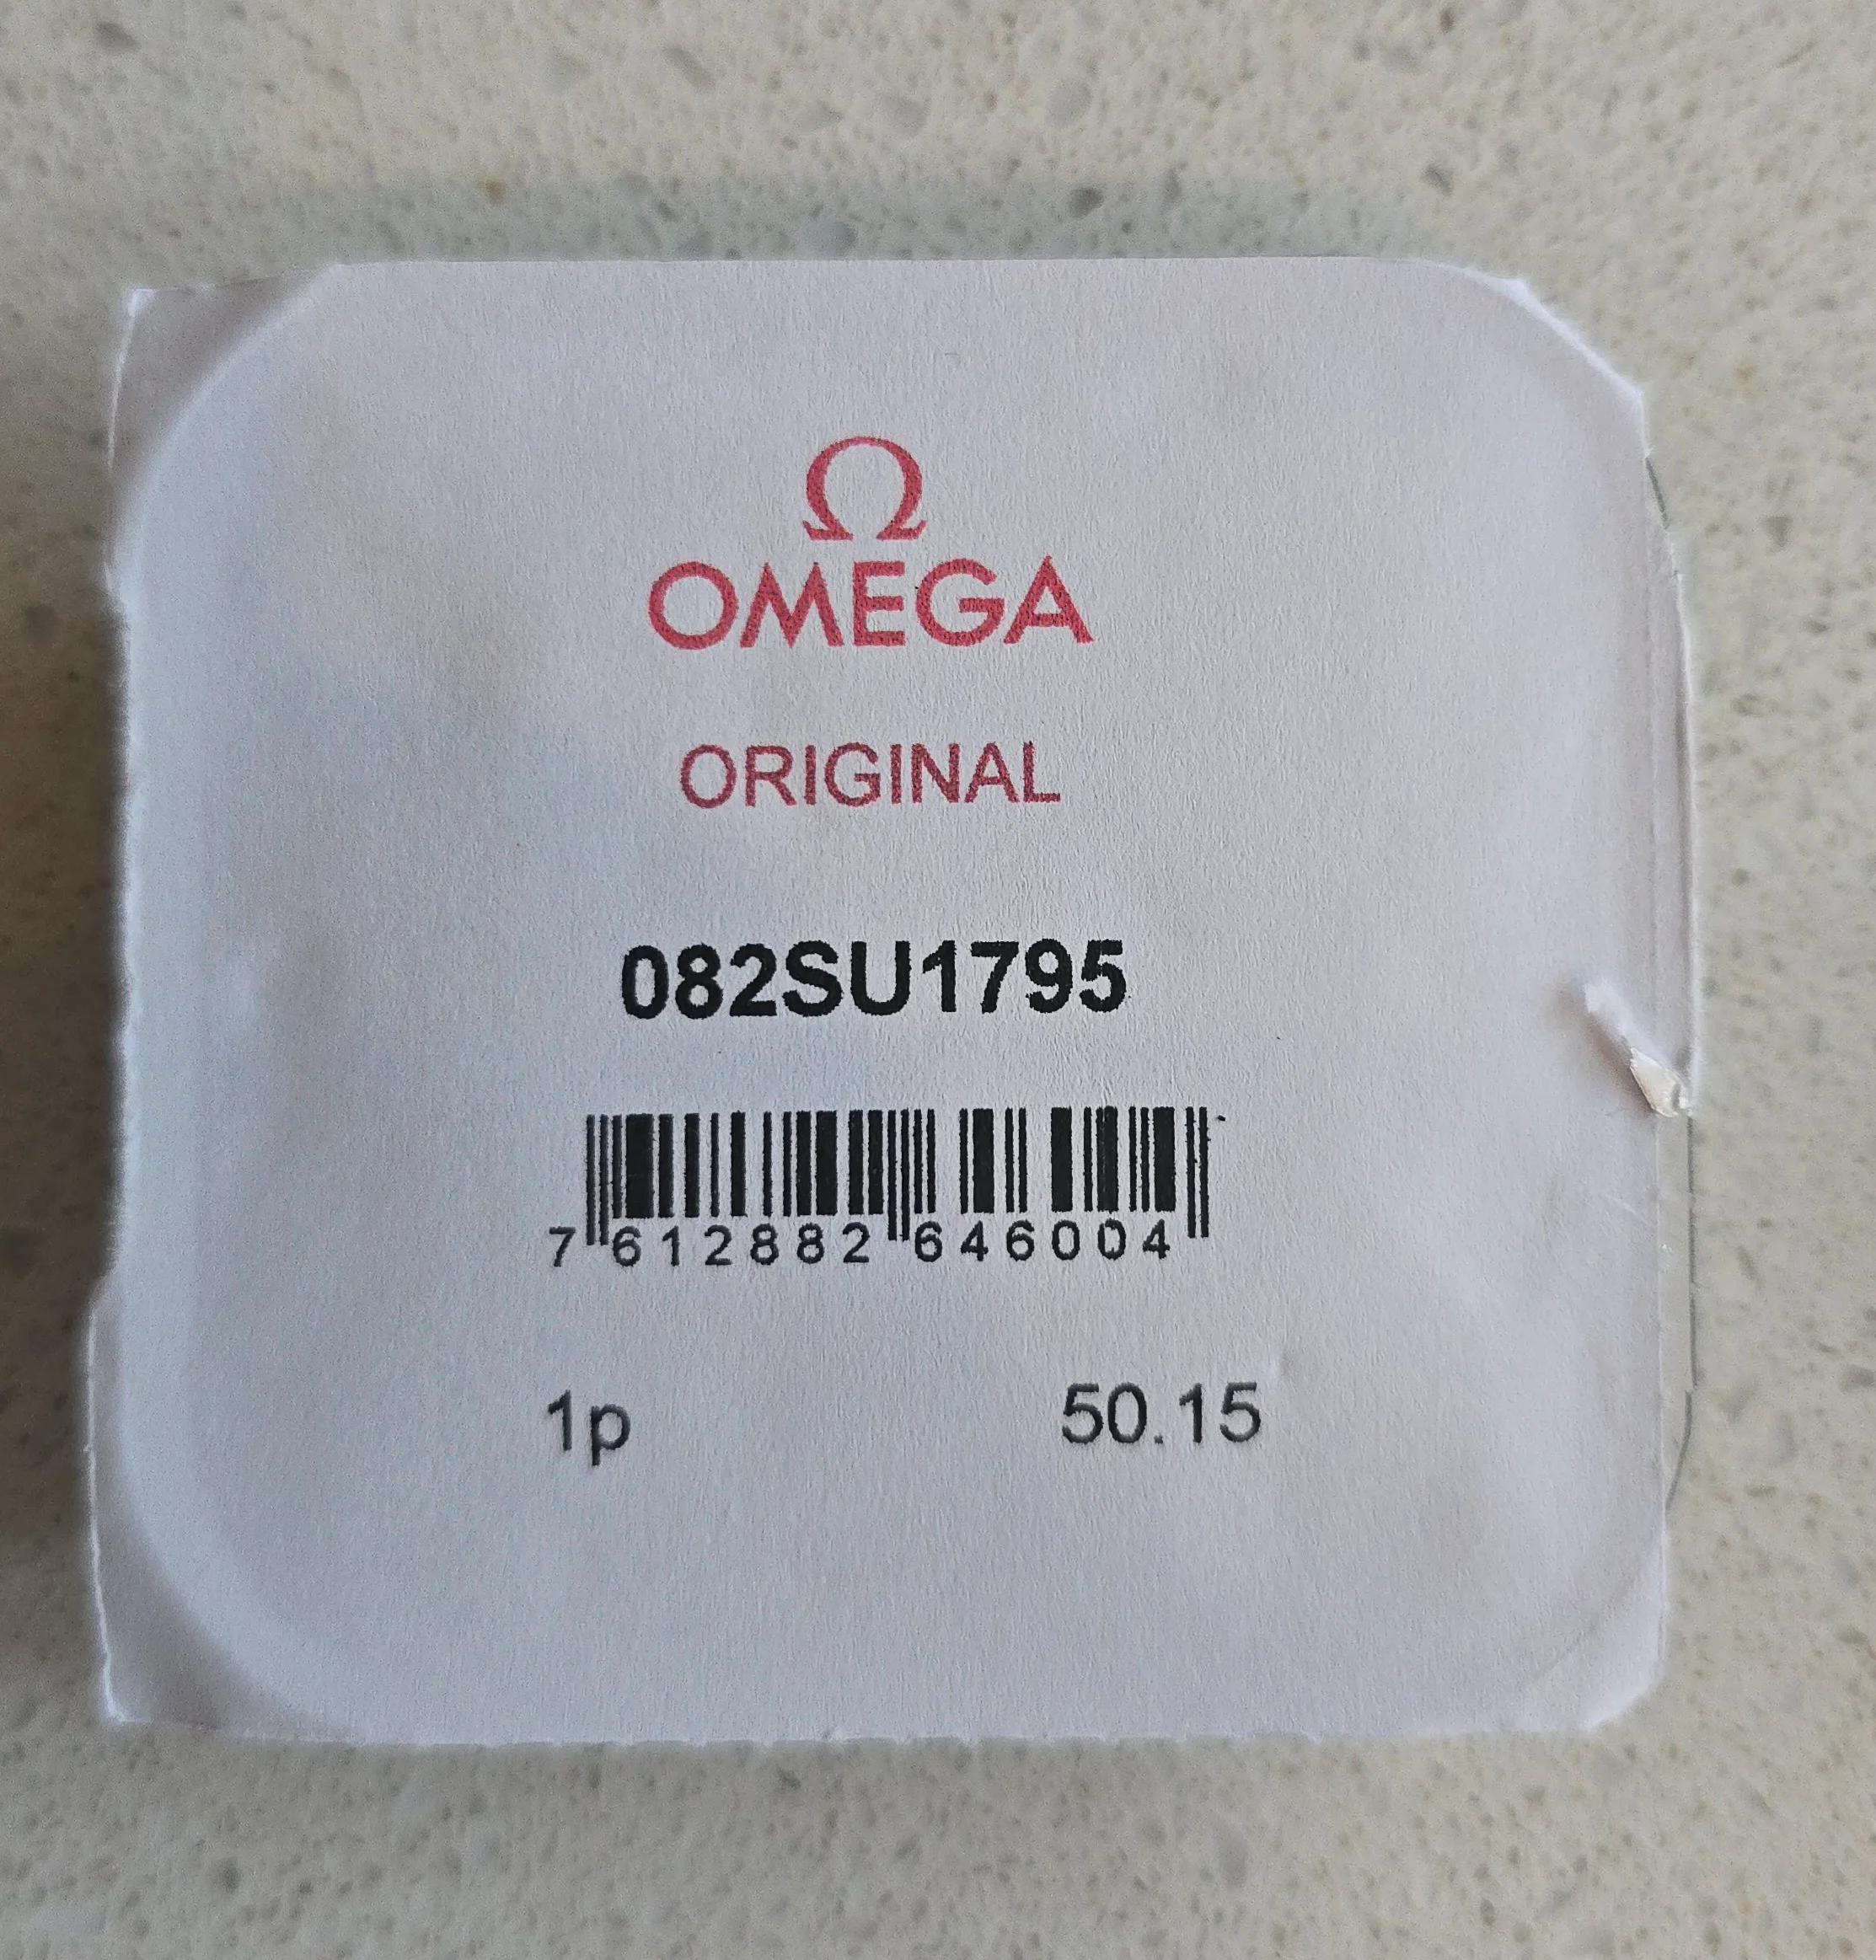 Ω
OMEGA
ORIGINAL
082SU1795
7 612882 646004
1p 50.15